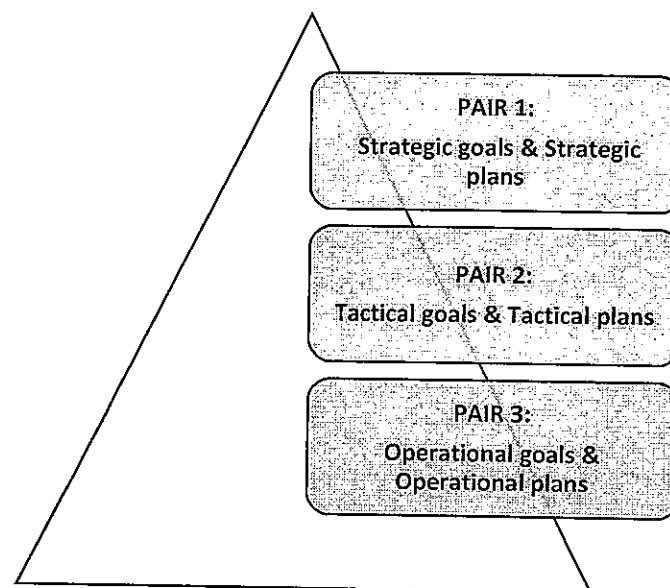 PAIR 1:
Strategic goals & Strategic
plans
PAIR 2:
Tactical goals & Tactical plans
PAIR 3:
Operational goals &
Operational plans